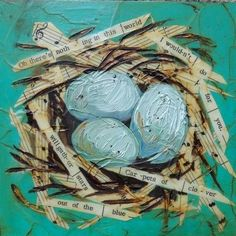 Oh there's noth
ing in this world
wouldn't
do
for you,
Car - pets of
clo - ver
stars
out of the
blue